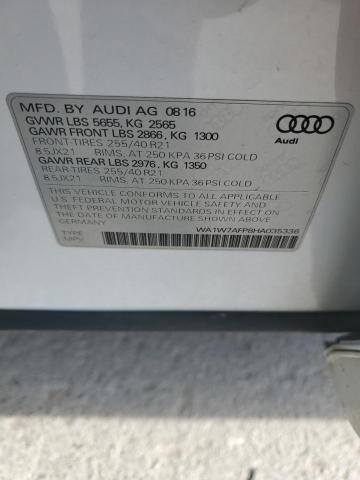 MFD. BY AUDI AG 08 16
GVWR LBS 5655, KG 2565
GAWR FRONT LBS 2866, KG 1300
FRONT-TIRES 255/40 R21
8.5JX21 RIMS, AT 250 KPA 36 PSI COLD
GAWR REAR LBS 2976, KG 1350
REAR-TIRES 255/40 R21
8.5JX21 RIMS, AT 250 KPA 36 PSI COLD
THIS VEHICLE CONFORMS TO ALL APPLICABLE
U.S. FEDERAL MOTOR VEHICLE SAFETY, BUMPER
AND THEFT PREVENTION STANDARDS IN EFFECT
ON THE DATE OF MANUFACTURE SHOWN ABOVE
GERMANY
WA1W7AFP8HA035336
TYPE
MPV
Audi